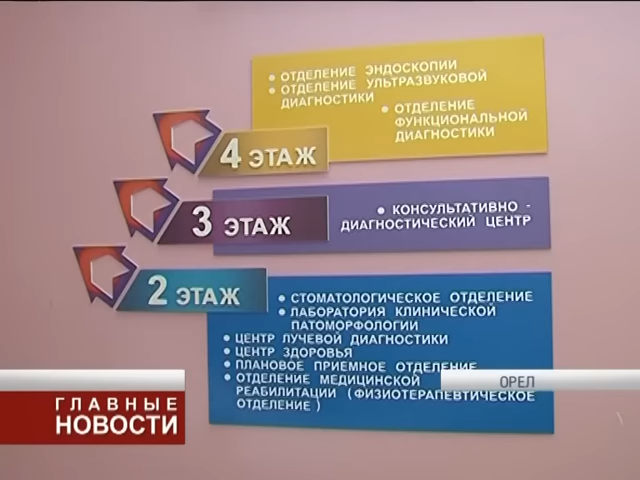 ● ОТДЕЛЕНИЕ ЭНДОСКОПИИ
● ОТДЕЛЕНИЕ УЛЬТРАЗВУКОВОЙ
ДИАГНОСТИКИ
● ОТДЕЛЕНИЕ
ФУНКЦИОНАЛЬНОЙ
ДИАГНОСТИКИ
4 ЭТАЖ
● КОНСУЛЬТАТИВНО -
ДИАГНОСТИЧЕСКИЙ ЦЕНТР
3 ЭТАЖ
2 ЭТАЖ
● СТОМАТОЛОГИЧЕСКОЕ ОТДЕЛЕНИЕ
● ЛАБОРАТОРИЯ КЛИНИЧЕСКОЙ
ПАТОМОРФОЛОГИИ
● ЦЕНТР ЛУЧЕВОЙ ДИАГНОСТИКИ
● ЦЕНТР ЗДОРОВЬЯ
● ПЛАНОВОЕ ПРИЕМНОЕ ОТДЕЛЕНИЕ
● ОТДЕЛЕНИЕ МЕДИЦИНСКОЙ
РЕАБИЛИТАЦИИ (ФИЗИОТЕРАПЕВТИЧЕСКОЕ
ОТДЕЛЕНИЕ)
ОРЕЛ
ГЛАВНЫЕ
НОВОСТИ